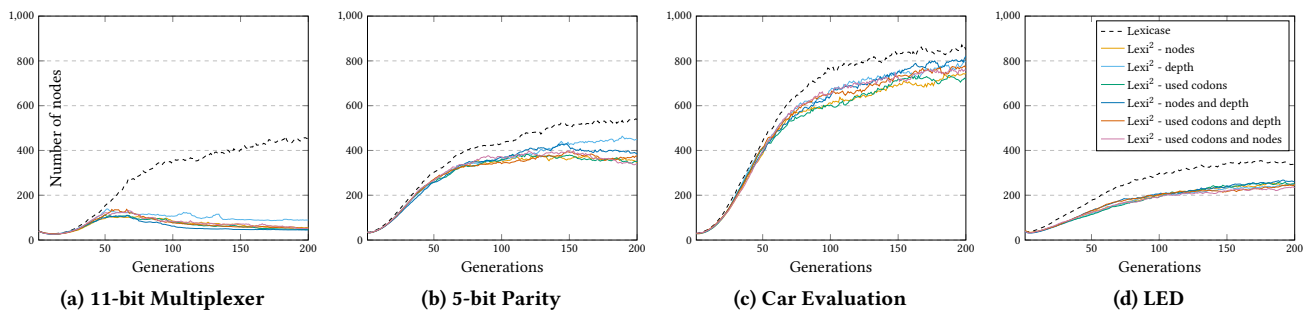 1,000
800
600
400
200
0
Number of nodes
50
100
150
200
Generations
(a) 11-bit Multiplexer
1,000
800
600
400
200
0
50
100
150
200
Generations
(b) 5-bit Parity
1,000
800
600
400
200
0
50
100
150
200
Generations
(c) Car Evaluation
1,000
800
600
400
200
0
Lexicase
Lexi² - nodes
Lexi² - depth
Lexi² - used codons
Lexi² - nodes and depth
Lexi² - used codons and depth
Lexi² - used codons and nodes
50
100
150
200
Generations
(d) LED